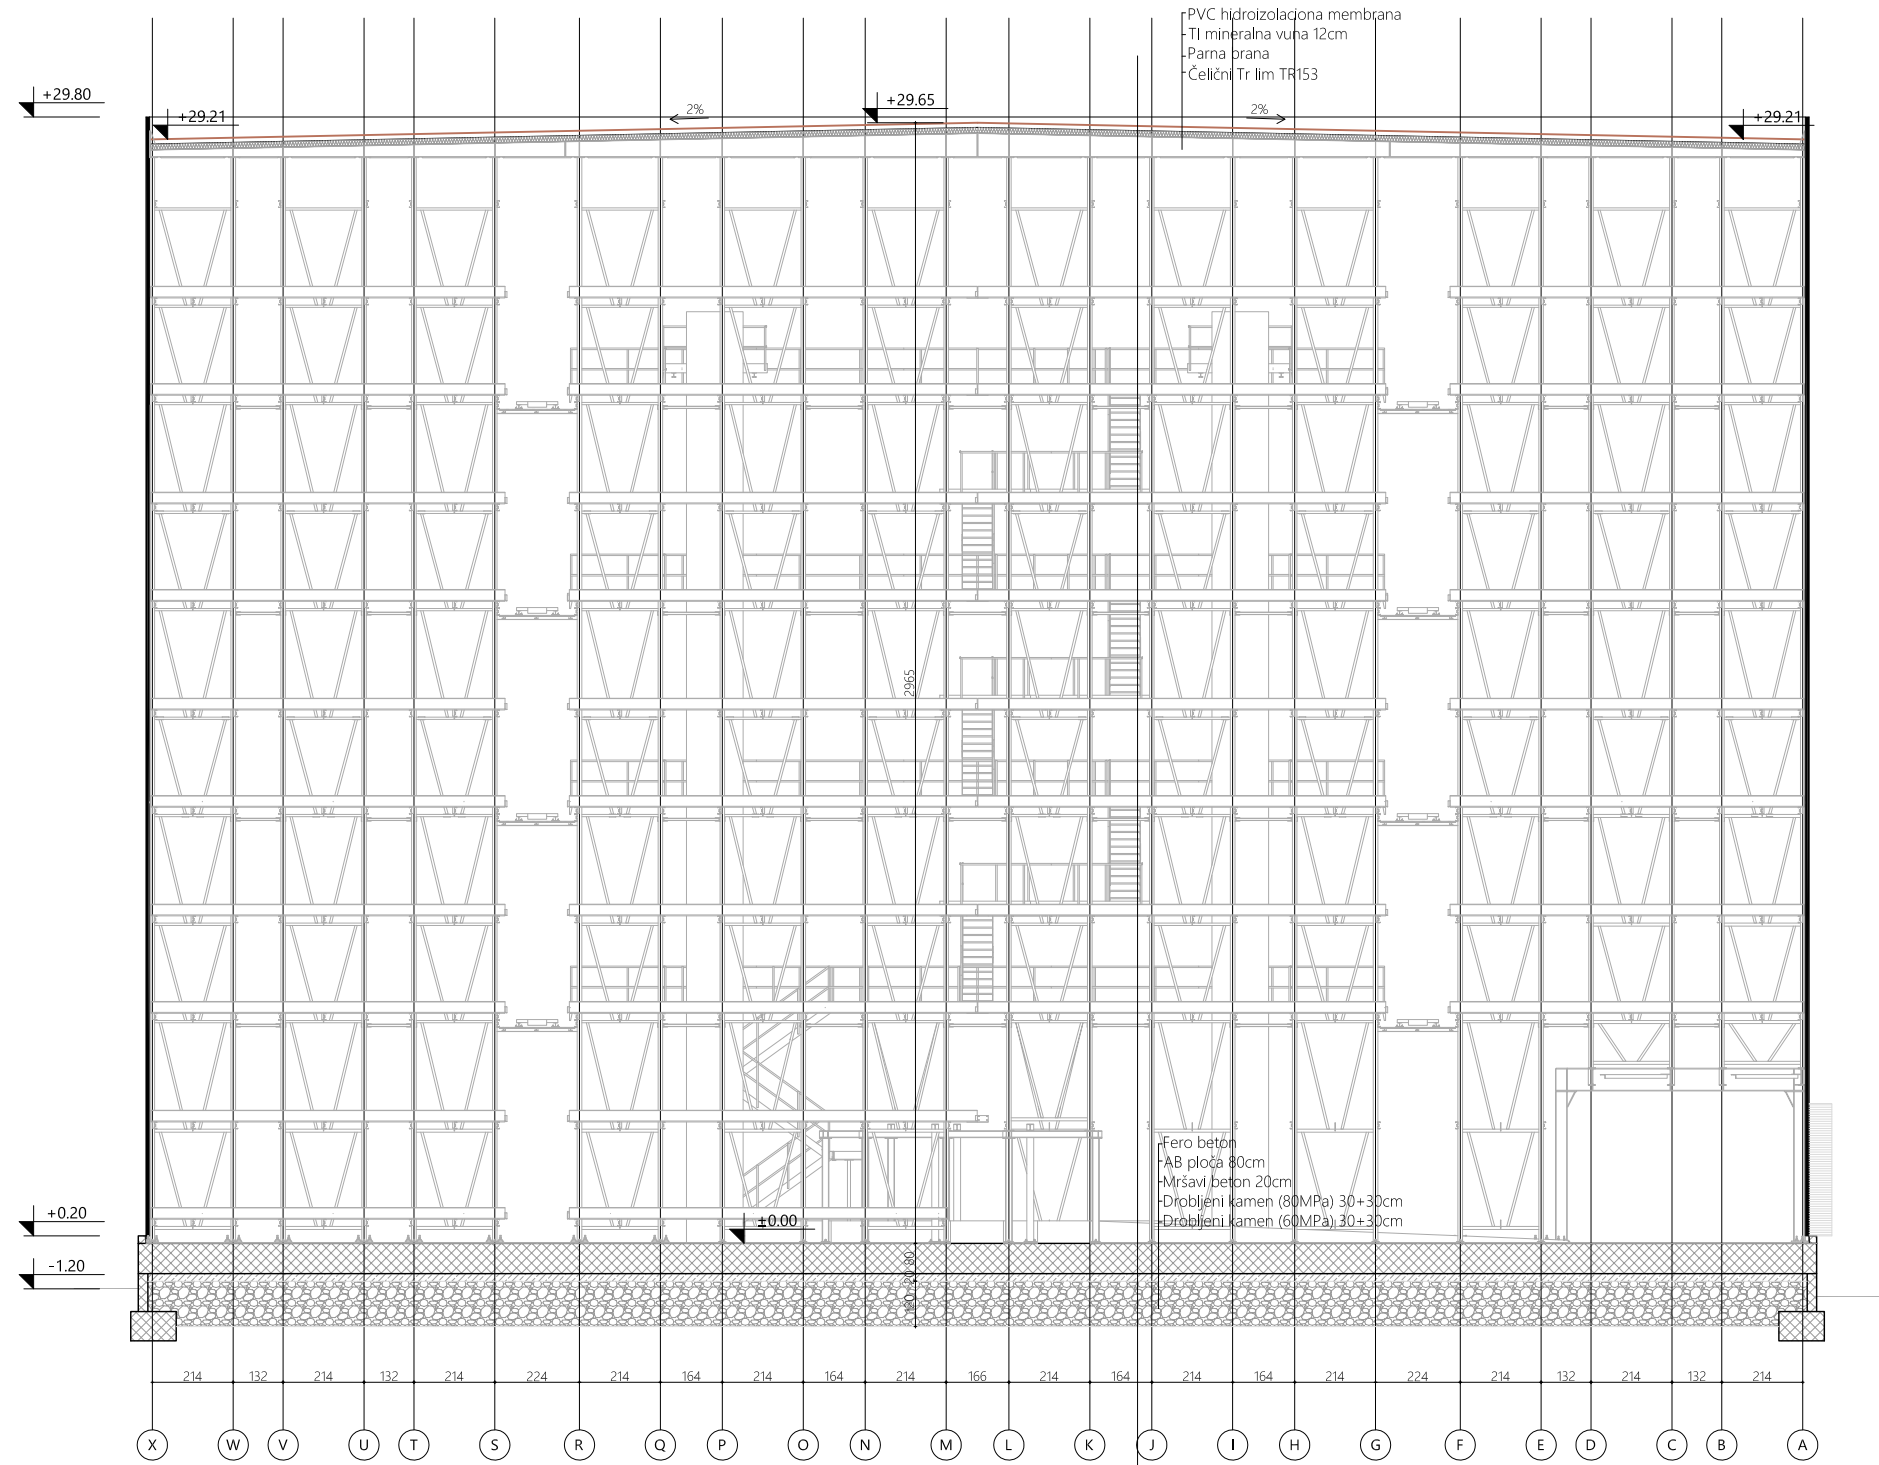 PVC hidroizolaciona membrana
TI mineralna vuna 12cm
Parna brana
Čelični Tr lim TR153
+29.80
+29.21
2%
+29.65
2%
+29.21
2965
Fero beton
AB ploča 80cm
Mršavi beton 20cm
Drobljeni kamen (80MPa) 30+30cm
Drobljeni kamen (60MPa) 30+30cm
+0.20
±0.00
-1.20
80
20
120
214 132 214 132 214 224 214 164 214 164 214 166 214 164 214 164 214 224 214 132 214 132 214
X W V U T S R Q P O N M L K J I H G F E D C B A